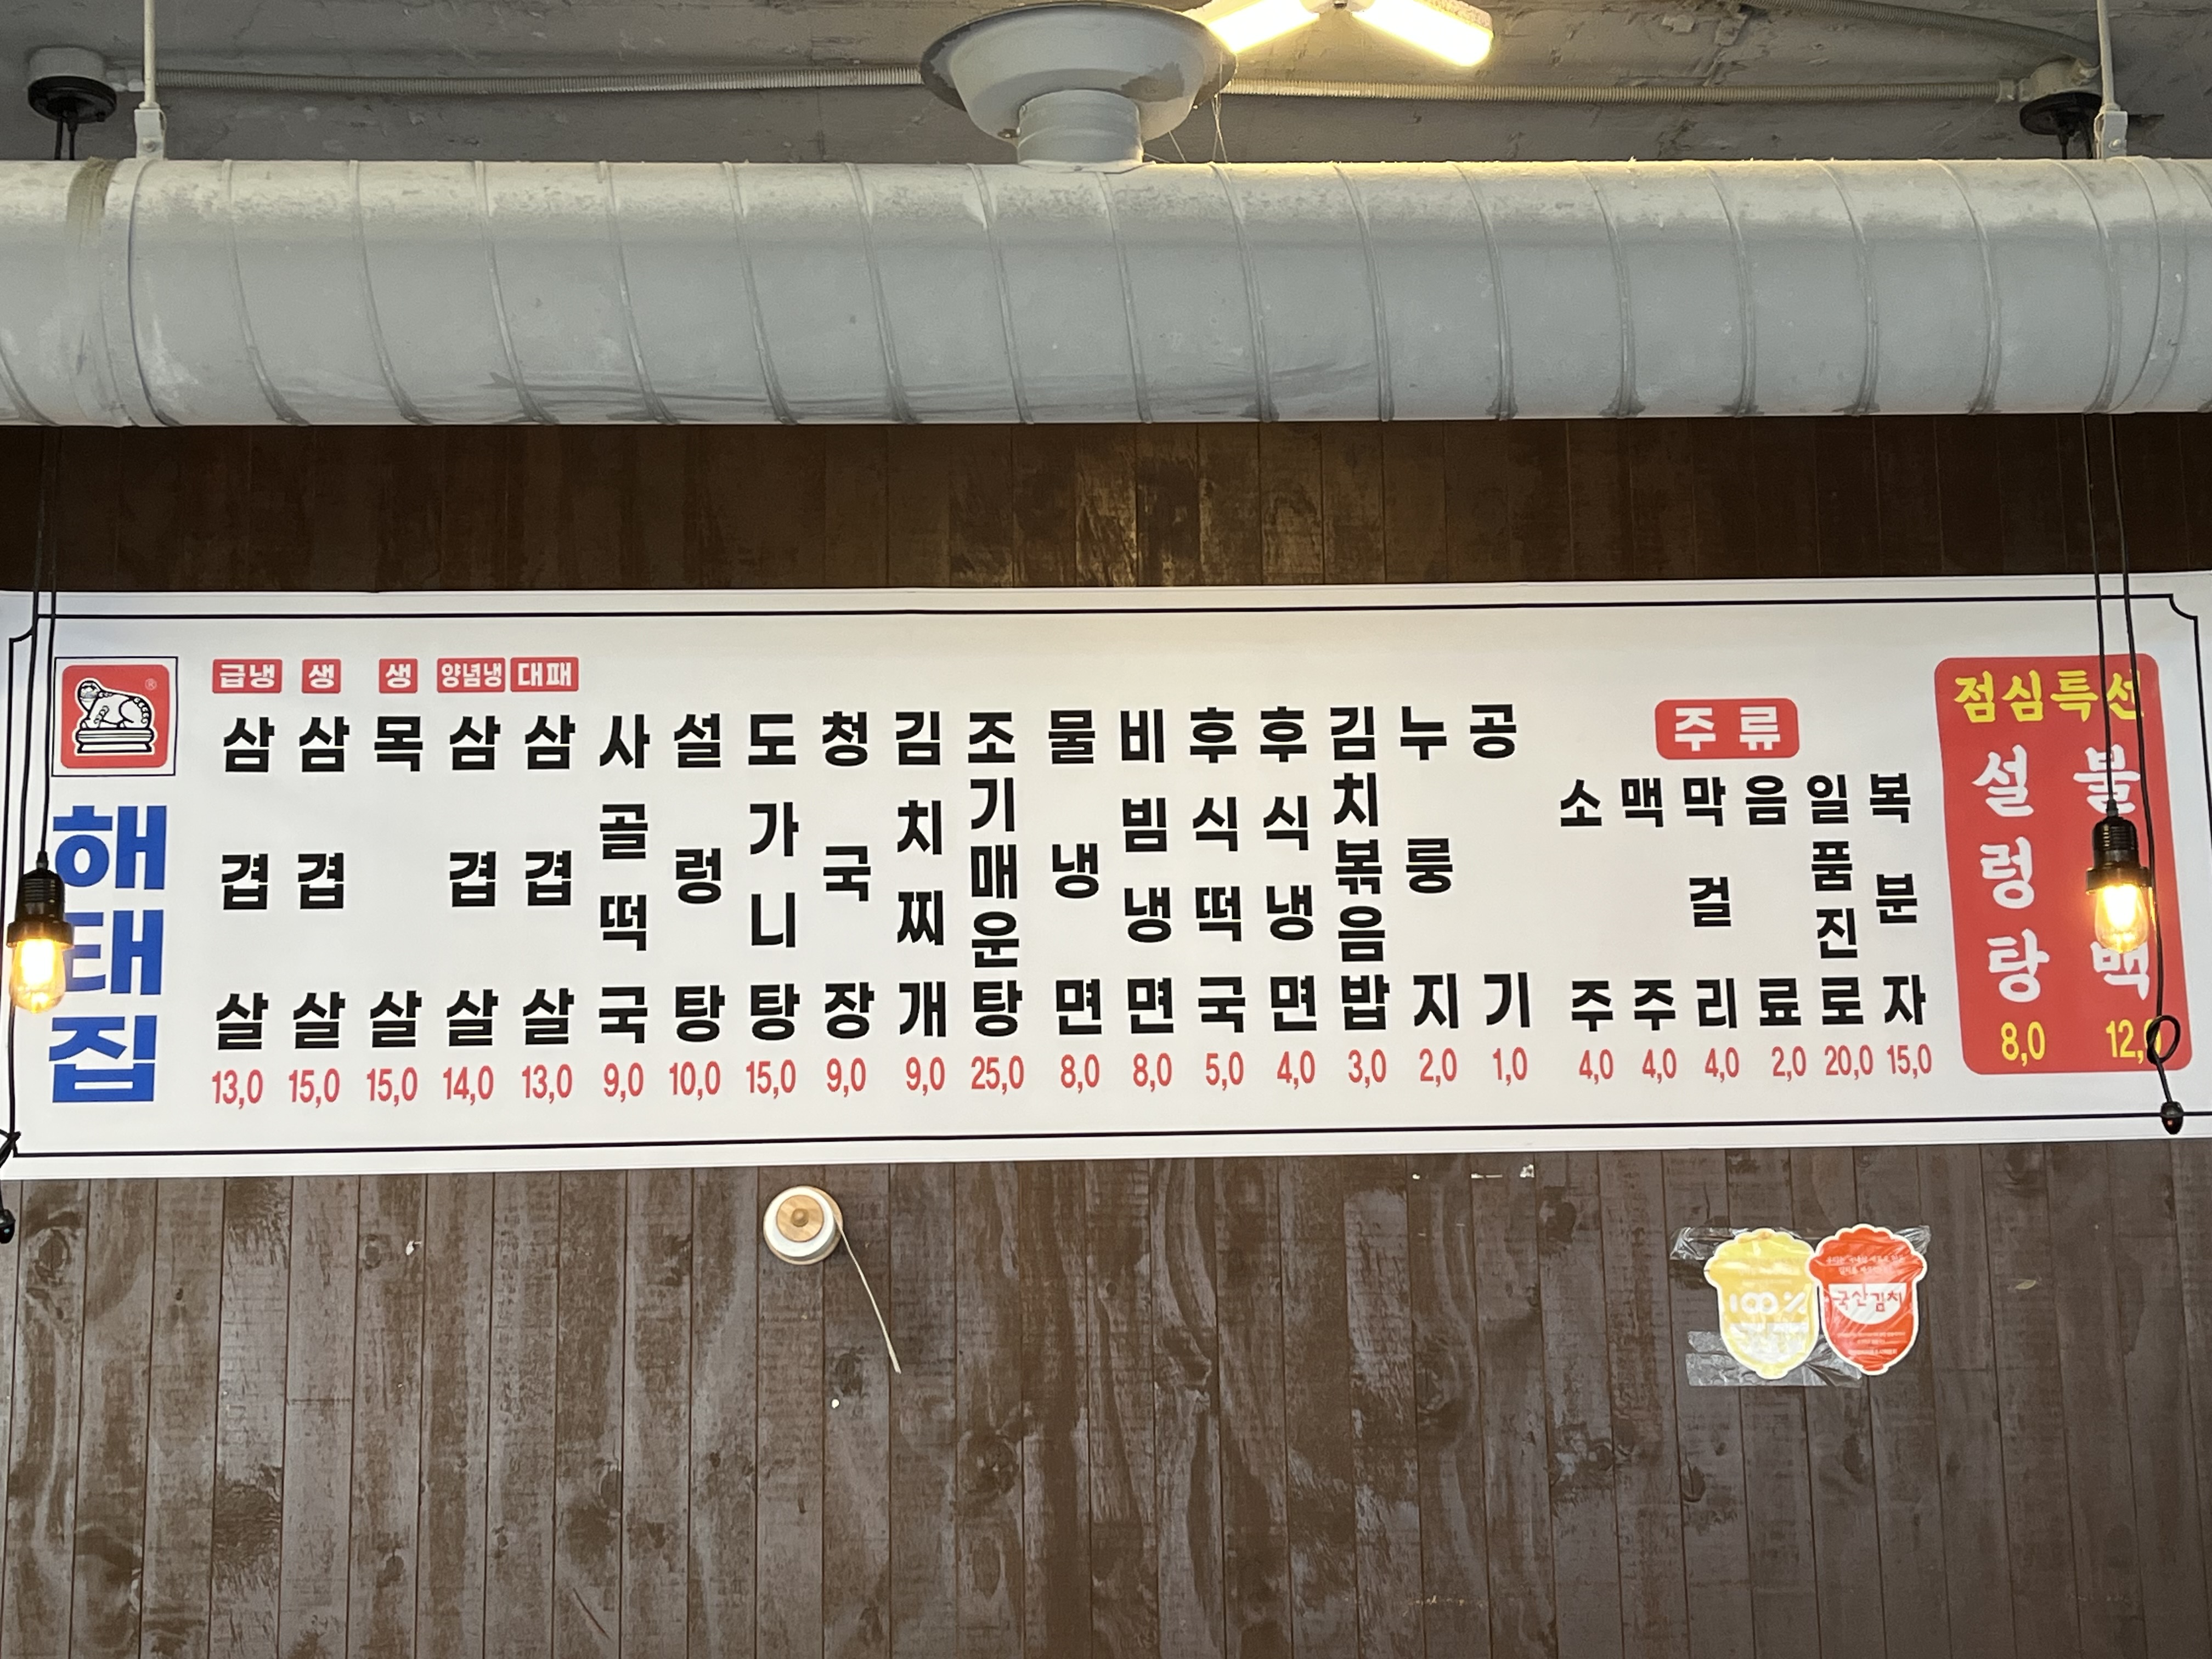 해태집
급냉 삼겹살 13,0
생 삼겹살 15,0
생 목살 15,0
양념냉 삼겹살 14,0
대패 삼겹살 13,0
사골떡국 9,0
설렁탕 10,0
도가니탕 15,0
청국장 9,0
김치찌개 9,0
조기매운탕 25,0
물냉면 8,0
비빔냉면 8,0
후식떡국 5,0
후식냉면 4,0
김치볶음밥 3,0
누룽지 2,0
공기 1,0
주류
소주 4,0
맥주 4,0
막걸리 4,0
음료 2,0
일품진로 20,0
복분자 15,0
점심특선
설렁탕 8,0
불 백 12,0
100%
국산김치